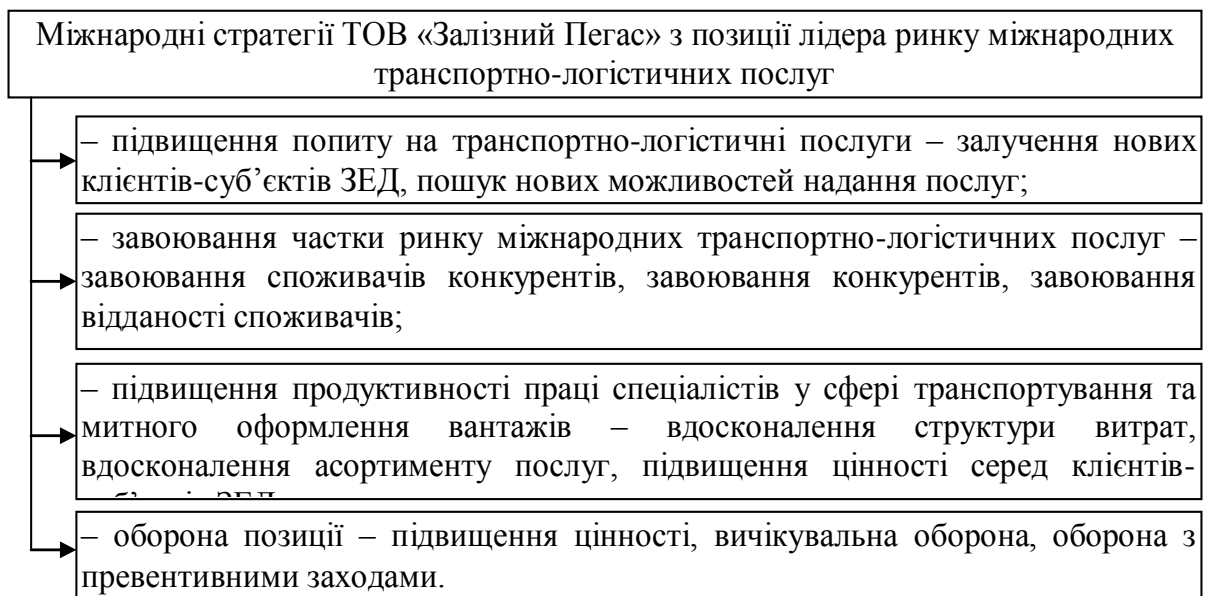 Міжнародні стратегії ТОВ «Залізний Пегас» з позиції лідера ринку міжнародних
транспортно-логістичних послуг
– підвищення попиту на транспортно-логістичні послуги – залучення нових
клієнтів-суб’єктів ЗЕД, пошук нових можливостей надання послуг;
– завоювання частки ринку міжнародних транспортно-логістичних послуг –
завоювання споживачів конкурентів, завоювання конкурентів, завоювання
відданості споживачів;
– підвищення продуктивності праці спеціалістів у сфері транспортування та
митного оформлення вантажів – вдосконалення структури витрат,
вдосконалення асортименту послуг, підвищення цінності серед клієнтів-
– оборона позиції – підвищення цінності, вичікувальна оборона, оборона з
превентивними заходами.